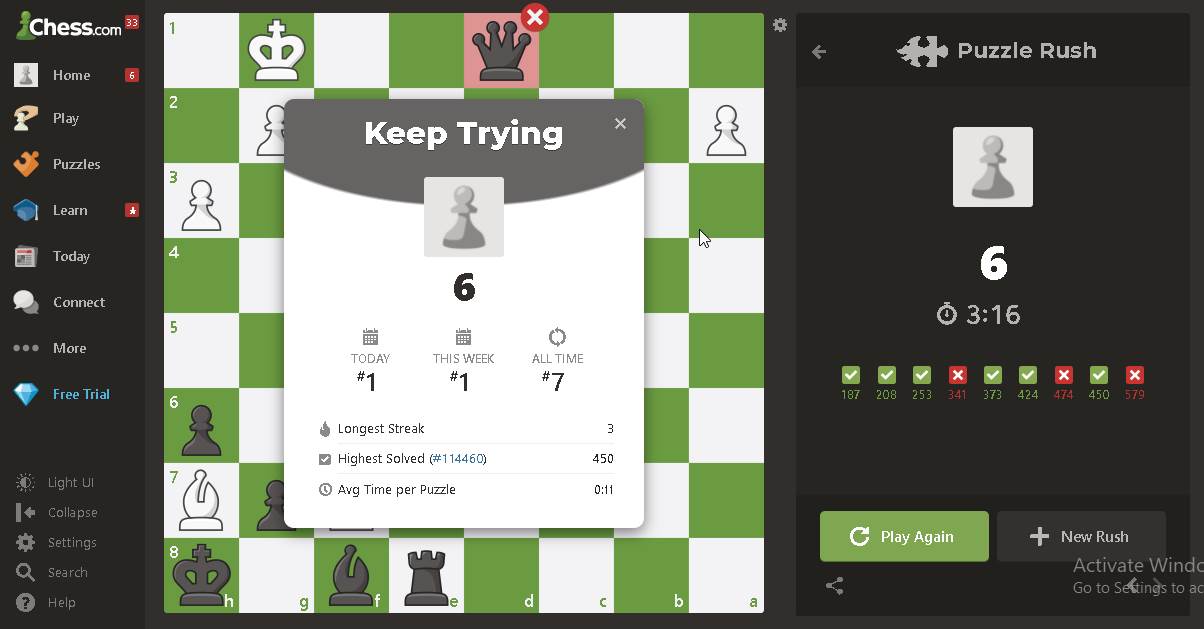 Chess.com
33
Home
6
Play
Puzzles
Learn
Today
Connect
More
Free Trial
Light UI
Collapse
Settings
Search
Help
1
2
3
4
5
6
7
8
h
g
f
e
d
c
b
a
Keep Trying
6
TODAY
THIS WEEK
ALL TIME
#1
#1
#7
Longest Streak 3
Highest Solved (#114460) 450
Avg Time per Puzzle 0:11
Puzzle Rush
6
3:16
187 208 253 341 373 424 474 450 579
Play Again
New Rush
Activate Windo
Go to Settings to ac